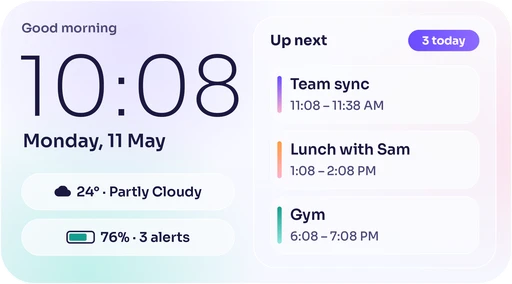 Good morning
10:08
Monday, 11 May
24° · Partly Cloudy
76% · 3 alerts
Up next
3 today
Team sync
11:08 – 11:38 AM
Lunch with Sam
1:08 – 2:08 PM
Gym
6:08 – 7:08 PM